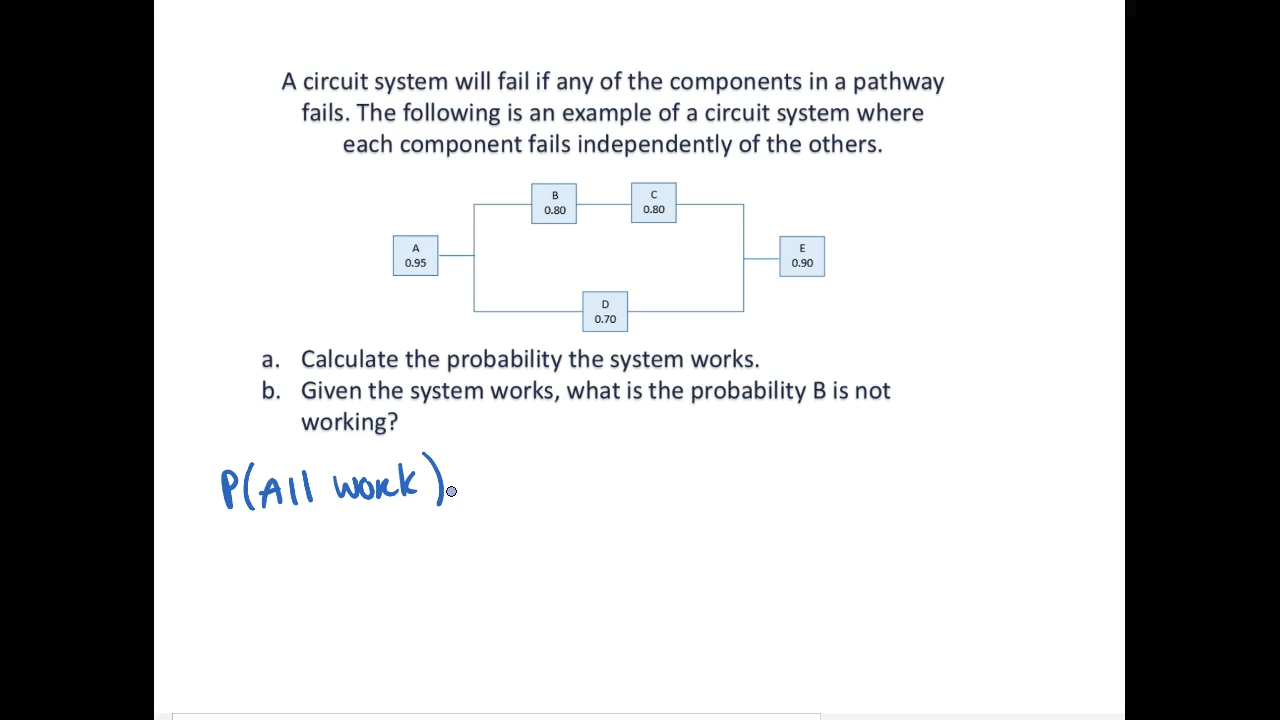 A circuit system will fail if any of the components in a pathway
fails. The following is an example of a circuit system where
each component fails independently of the others.
B
0.80
C
0.80
A
0.95
E
0.90
D
0.70
a. Calculate the probability the system works.
b. Given the system works, what is the probability B is not
working?
P(All work)